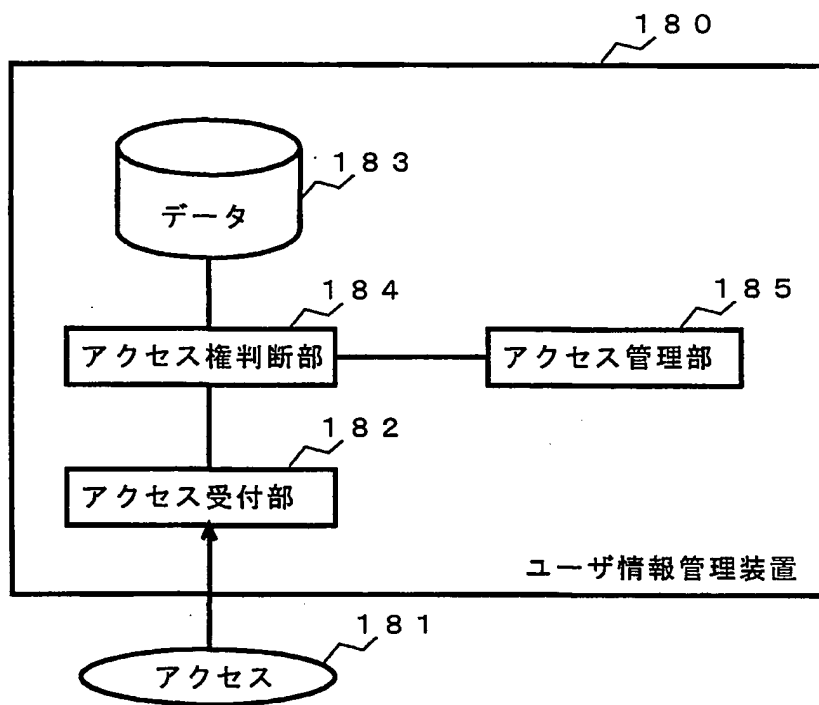 １８０
１８３
データ
１８４
アクセス権判断部
１８５
アクセス管理部
１８２
アクセス受付部
ユーザ情報管理装置
１８１
アクセス